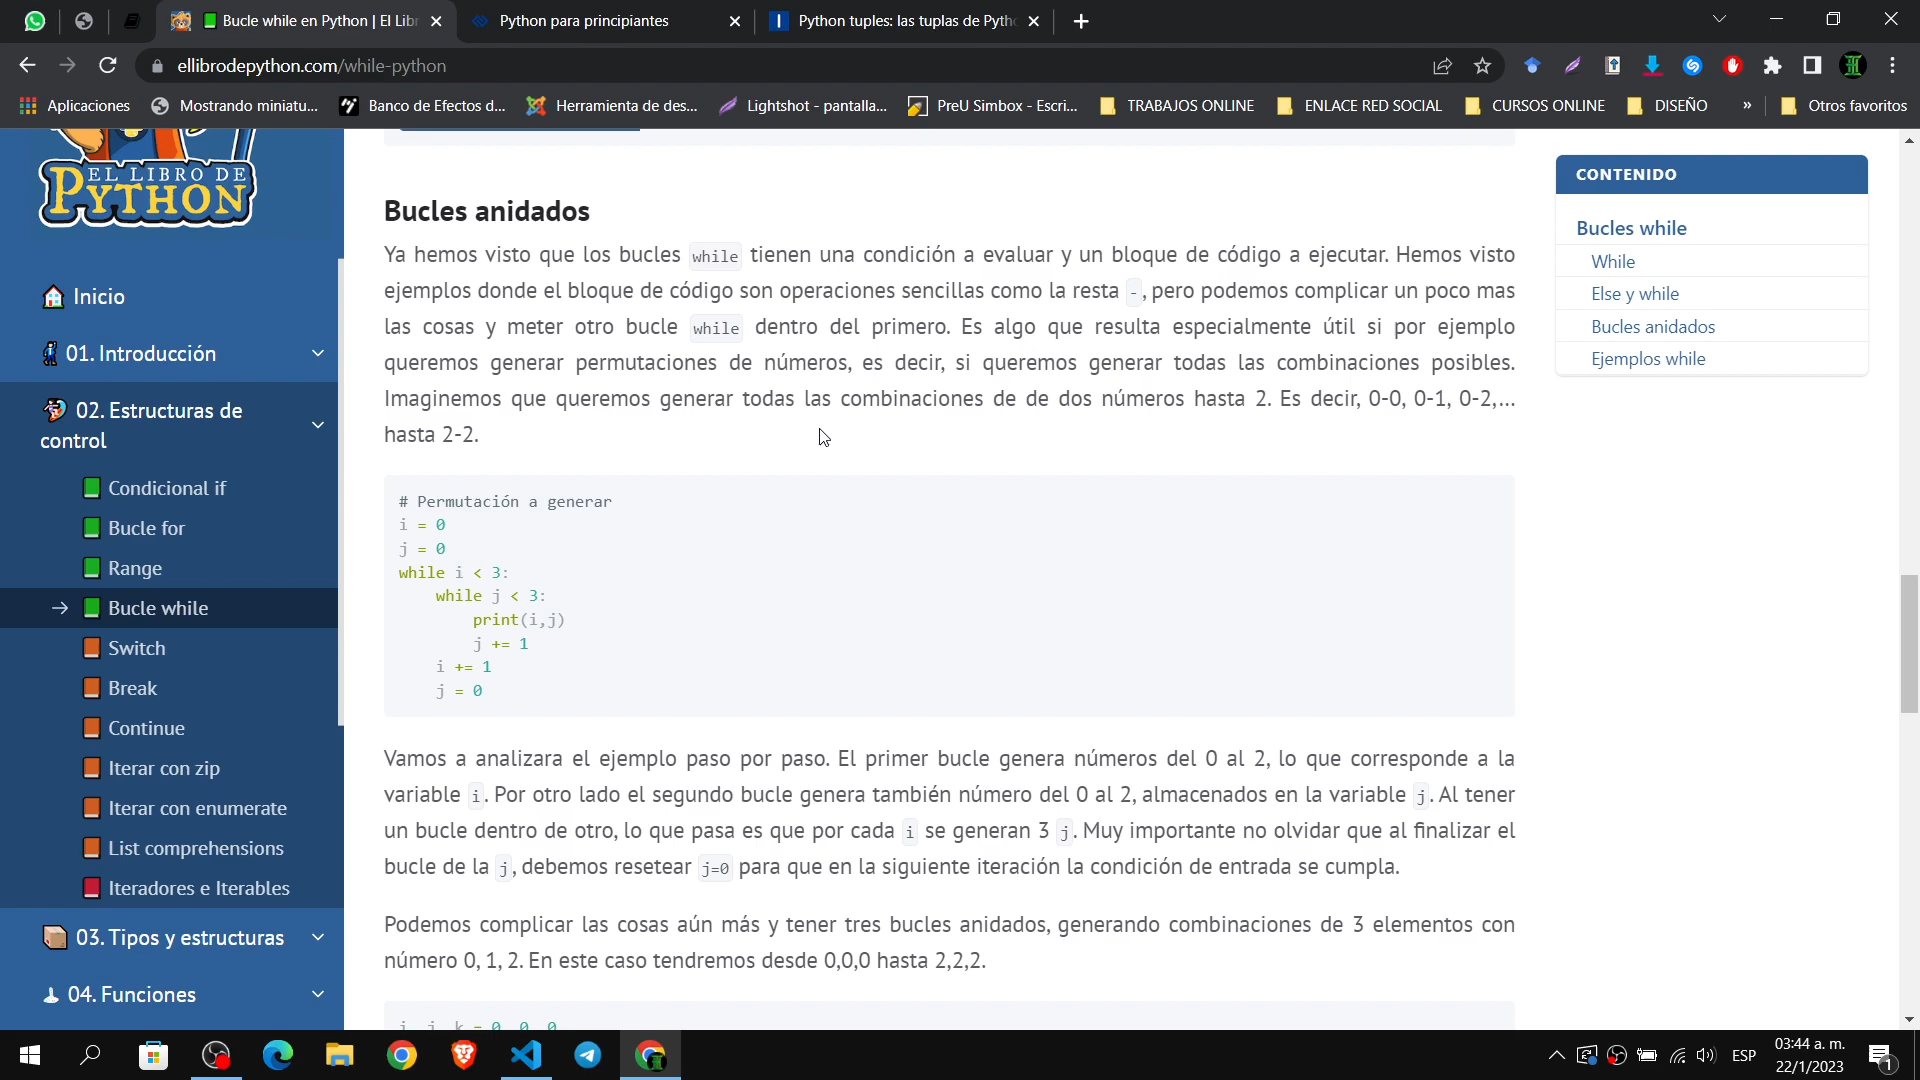 Bucle while en Python | El Libr
Python para principiantes
Python tuples: las tuplas de Pyth
ellibrodepython.com/while-python
Aplicaciones
Mostrando miniatu...
Banco de Efectos d...
Herramienta de des...
Lightshot - pantalla...
PreU Simbox - Escri...
TRABAJOS ONLINE
ENLACE RED SOCIAL
CURSOS ONLINE
DISEÑO
»
Otros favoritos
EL LIBRO DE
PYTHON
Inicio
01. Introducción
02. Estructuras de
control
Condicional if
Bucle for
Range
→ Bucle while
Switch
Break
Continue
Iterar con zip
Iterar con enumerate
List comprehensions
Iteradores e Iterables
03. Tipos y estructuras
04. Funciones
Bucles anidados
Ya hemos visto que los bucles while tienen una condición a evaluar y un bloque de código a ejecutar. Hemos visto
ejemplos donde el bloque de código son operaciones sencillas como la resta -, pero podemos complicar un poco mas
las cosas y meter otro bucle while dentro del primero. Es algo que resulta especialmente útil si por ejemplo
queremos generar permutaciones de números, es decir, si queremos generar todas las combinaciones posibles.
Imaginemos que queremos generar todas las combinaciones de de dos números hasta 2. Es decir, 0-0, 0-1, 0-2,...
hasta 2-2.
# Permutación a generar
i = 0
j = 0
while i < 3:
    while j < 3:
        print(i,j)
        j += 1
    i += 1
    j = 0
Vamos a analizara el ejemplo paso por paso. El primer bucle genera números del 0 al 2, lo que corresponde a la
variable i. Por otro lado el segundo bucle genera también número del 0 al 2, almacenados en la variable j. Al tener
un bucle dentro de otro, lo que pasa es que por cada i se generan 3 j. Muy importante no olvidar que al finalizar el
bucle de la j, debemos resetear j=0 para que en la siguiente iteración la condición de entrada se cumpla.
Podemos complicar las cosas aún más y tener tres bucles anidados, generando combinaciones de 3 elementos con
número 0, 1, 2. En este caso tendremos desde 0,0,0 hasta 2,2,2.
i, j, k = 0, 0, 0
CONTENIDO
Bucles while
While
Else y while
Bucles anidados
Ejemplos while
ESP
03:44 a. m.
22/1/2023
1